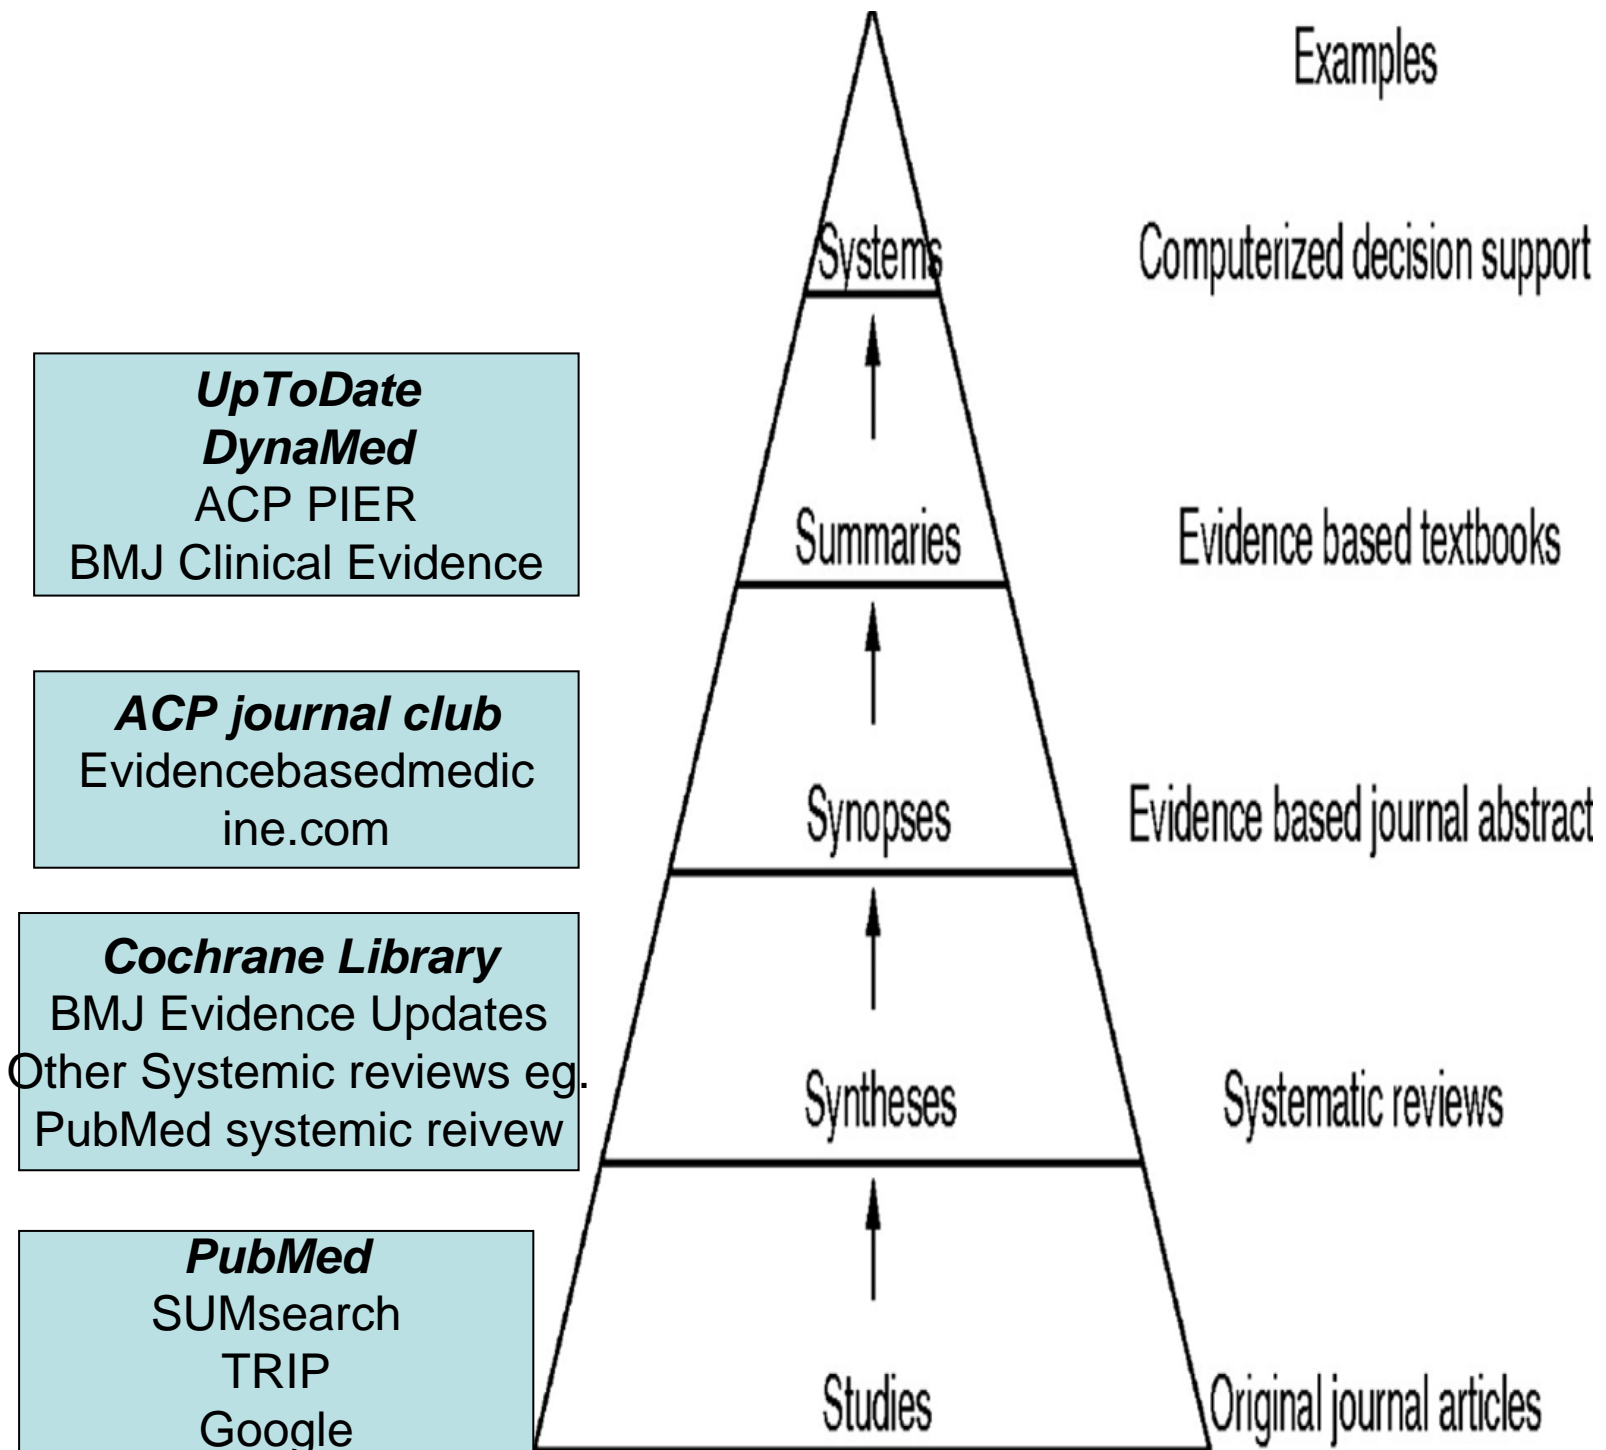 Examples
Systems
Computerized decision support
UpToDate
DynaMed
ACP PIER
BMJ Clinical Evidence
Summaries
Evidence based textbooks
ACP journal club
Evidencebasedmedic
ine.com
Synopses
Evidence based journal abstract
Cochrane Library
BMJ Evidence Updates
Other Systemic reviews eg.
PubMed systemic reivew
Syntheses
Systematic reviews
PubMed
SUMsearch
TRIP
Google
Studies
Original journal articles